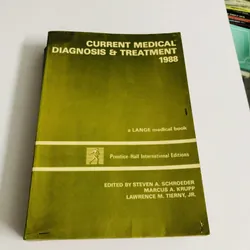 CURRENT MEDICAL
DIAGNOSIS & TREATMENT
1988
a LANGE medical book
Prentice Hall International Editions
EDITED BY STEVEN A. SCHROEDER
MARCUS A. KRUPP
LAWRENCE M. TIERNY, JR.